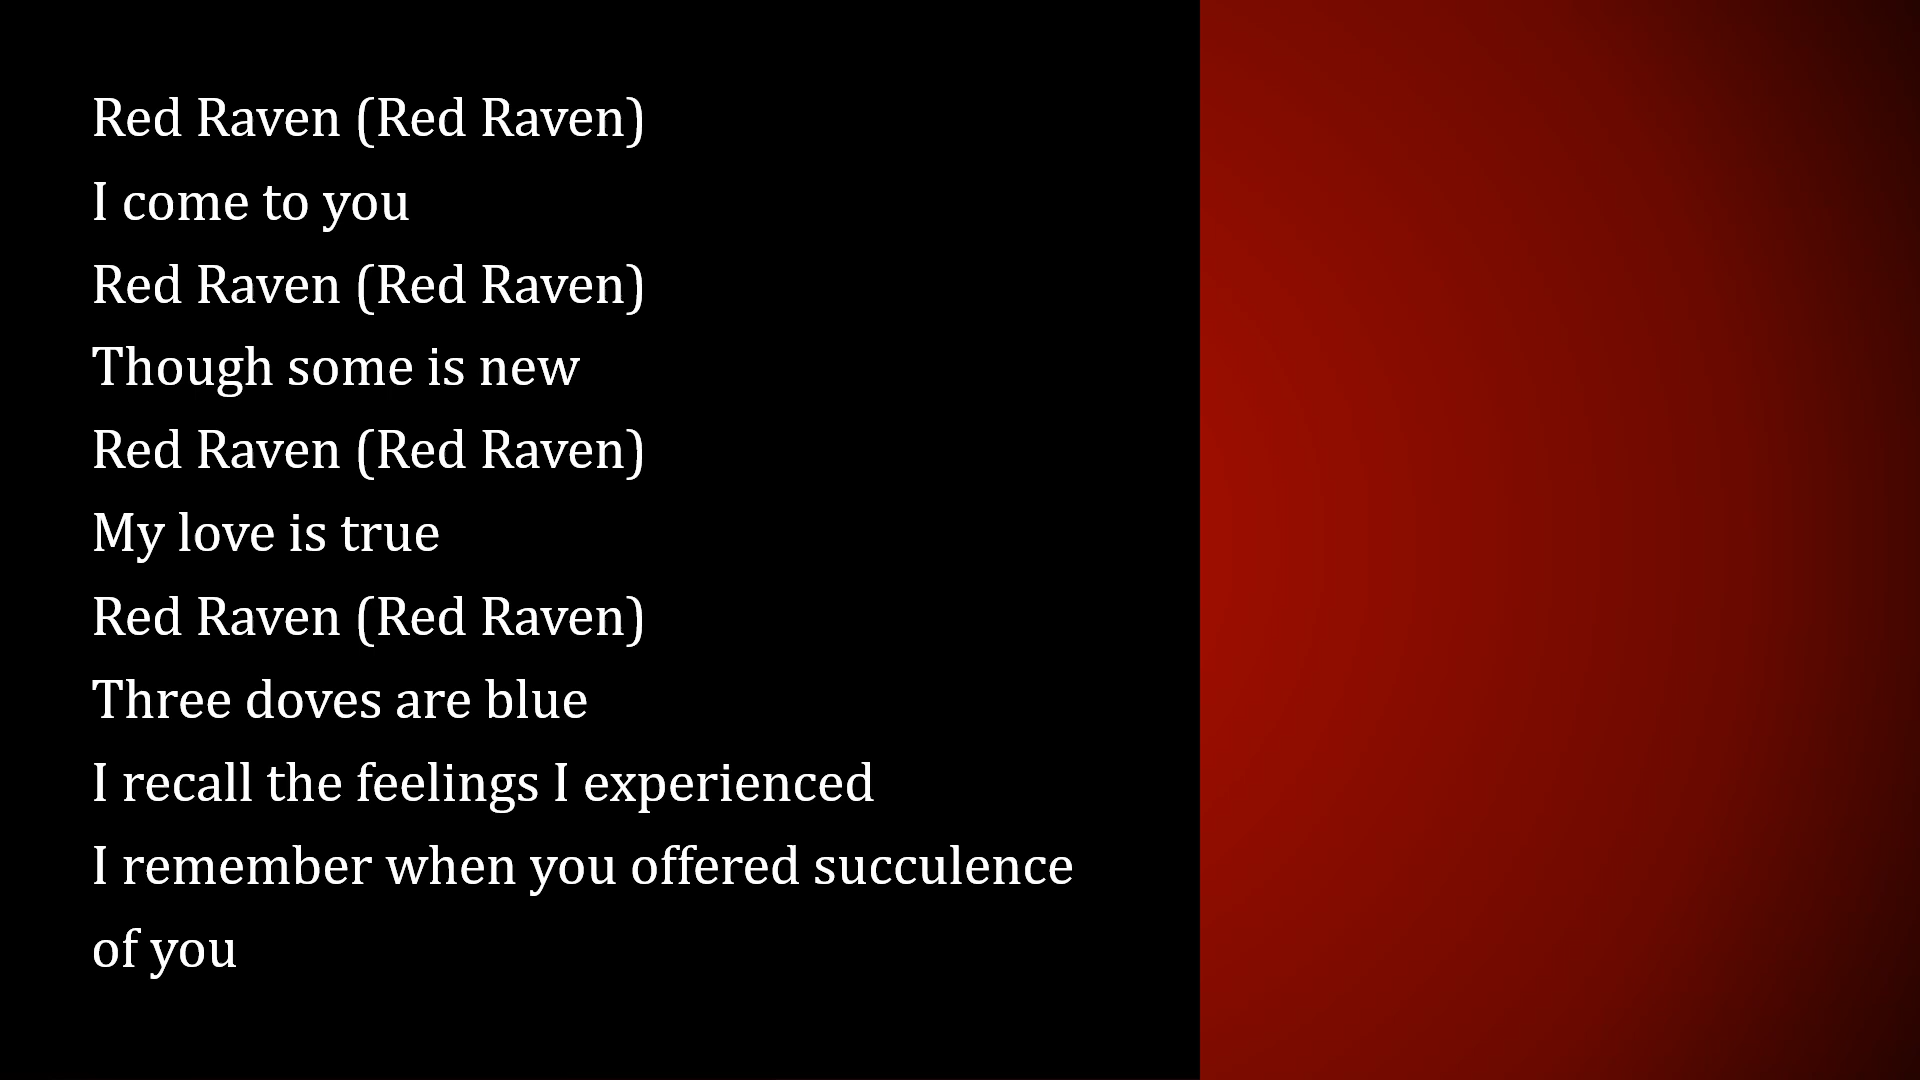 Red Raven (Red Raven)
I come to you
Red Raven (Red Raven)
Though some is new
Red Raven (Red Raven)
My love is true
Red Raven (Red Raven)
Three doves are blue
I recall the feelings I experienced
I remember when you offered succulence
of you